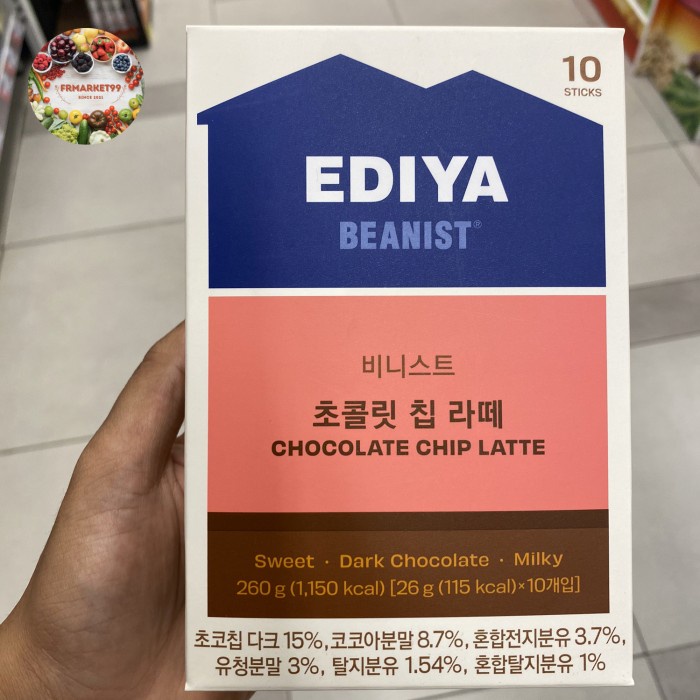 FRMARKET99
SINCE 2021
10
STICKS
EDIYA
BEANIST®
비니스트
초콜릿 칩 라떼
CHOCOLATE CHIP LATTE
Sweet · Dark Chocolate · Milky
260 g (1,150 kcal) [26 g (115 kcal)×10개입]
초코칩 다크 15%, 코코아분말 8.7%, 혼합전지분유 3.7%,
유청분말 3%, 탈지분유 1.54%, 혼합탈지분유 1%